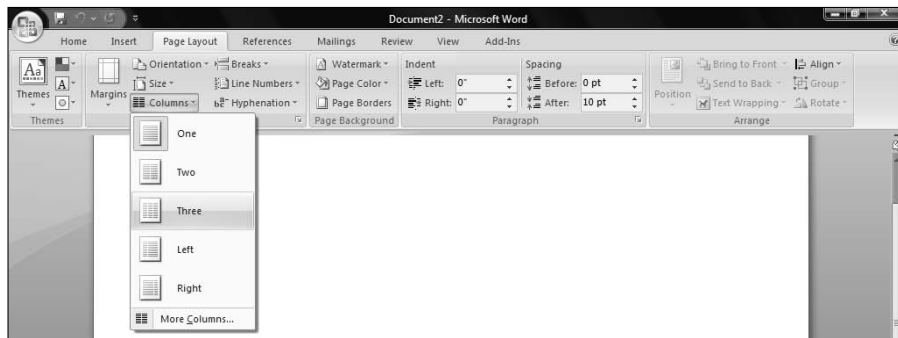 Document2 - Microsoft Word
Home Insert Page Layout References Mailings Review View Add-Ins
Aa Themes
Margins
Orientation Breaks
Size Line Numbers
Columns Hyphenation
Watermark
Page Color
Page Borders
Indent
Left: 0"
Right: 0"
Spacing
Before: 0 pt
After: 10 pt
Position
Bring to Front Align
Send to Back Group
Text Wrapping Rotate
Themes Page Background Paragraph Arrange
One
Two
Three
Left
Right
More Columns...